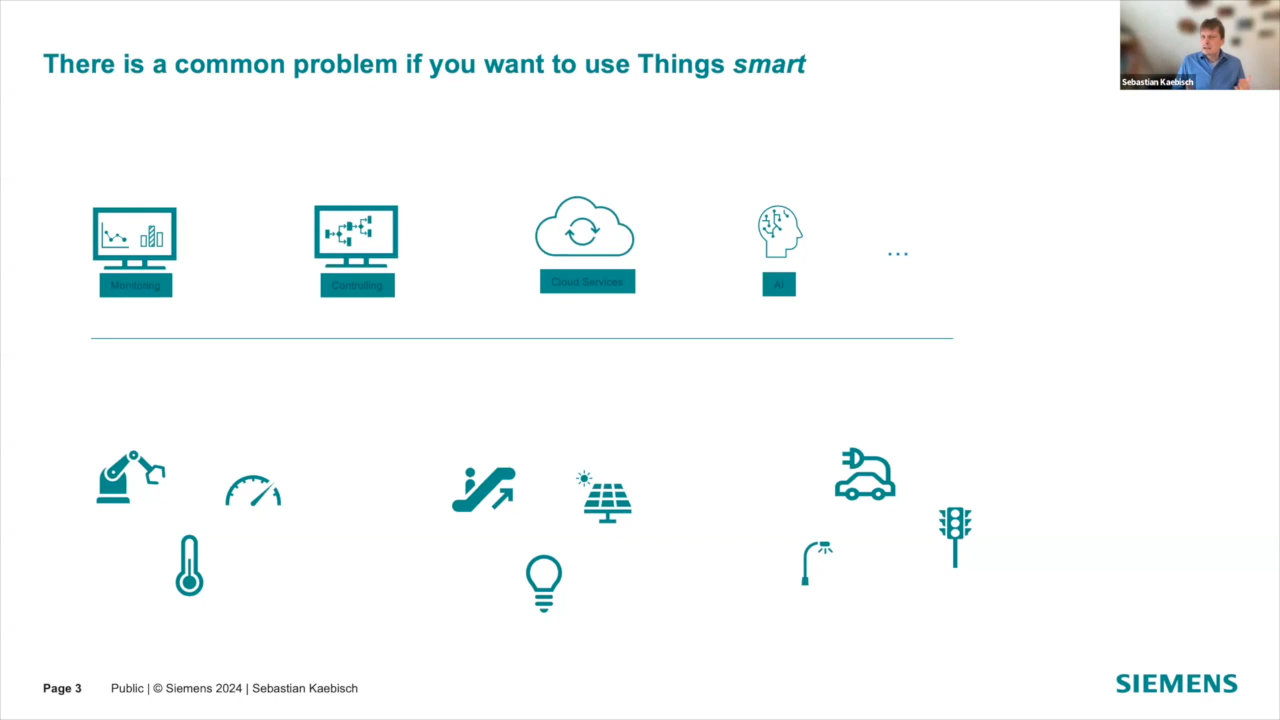 There is a common problem if you want to use Things smart
Sebastian Kaebisch
Monitoring
Controlling
Cloud Services
AI
...
Page 3
Public | © Siemens 2024 | Sebastian Kaebisch
SIEMENS